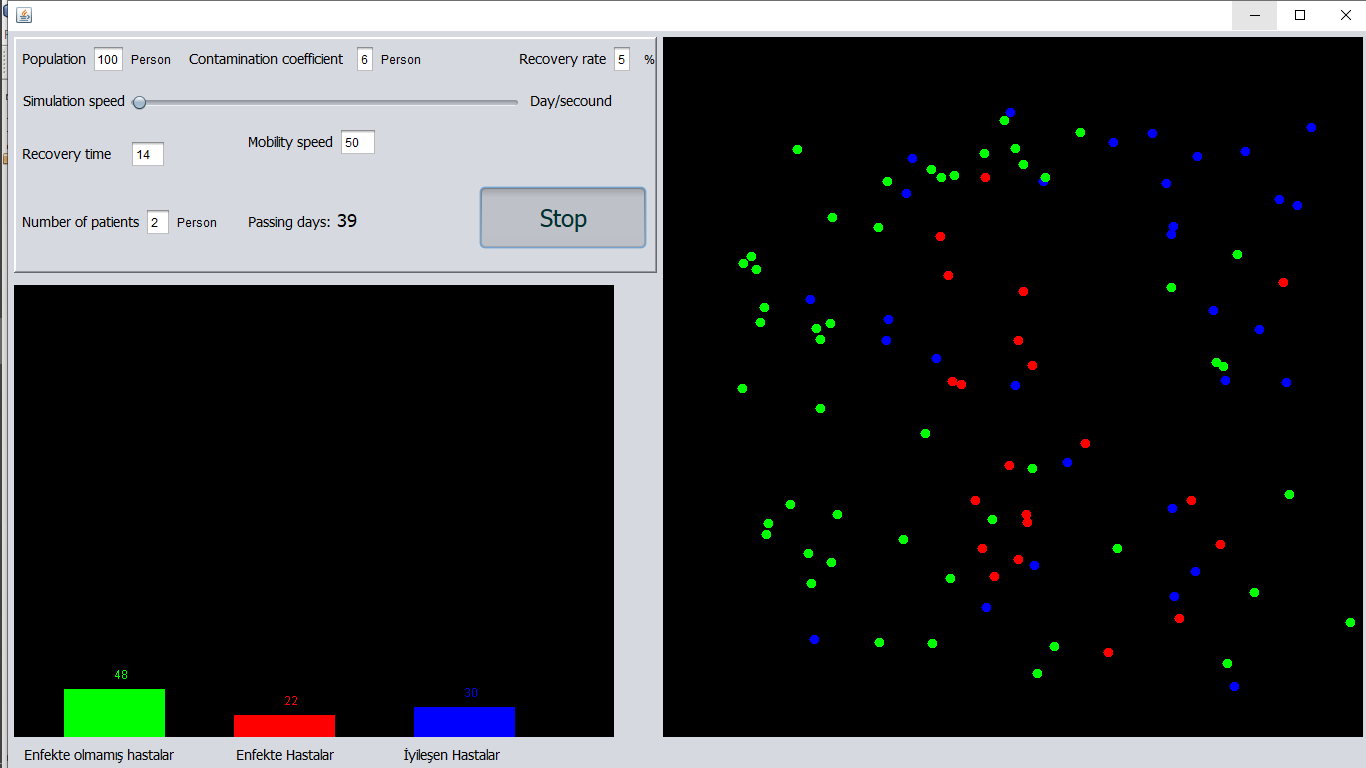 Population 100 Person Contamination coefficient 6 Person Recovery rate 5 %
Simulation speed Day/secound
Mobility speed 50
Recovery time 14
Number of patients 2 Person Passing days: 39 Stop
48
22
30
Enfekte olmamış hastalar Enfekte Hastalar İyileşen Hastalar